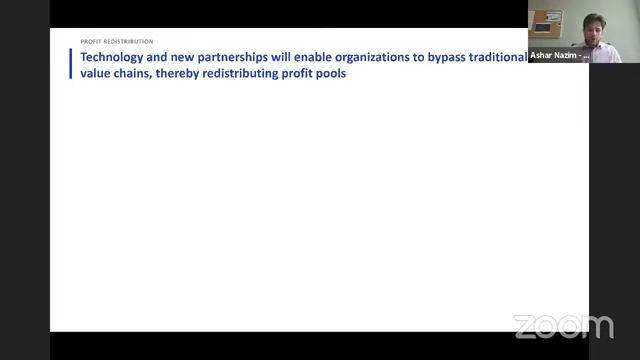 PROFIT REDISTRIBUTION
Technology and new partnerships will enable organizations to bypass traditional
value chains, thereby redistributing profit pools
Ashar Nazim - ...
zoom